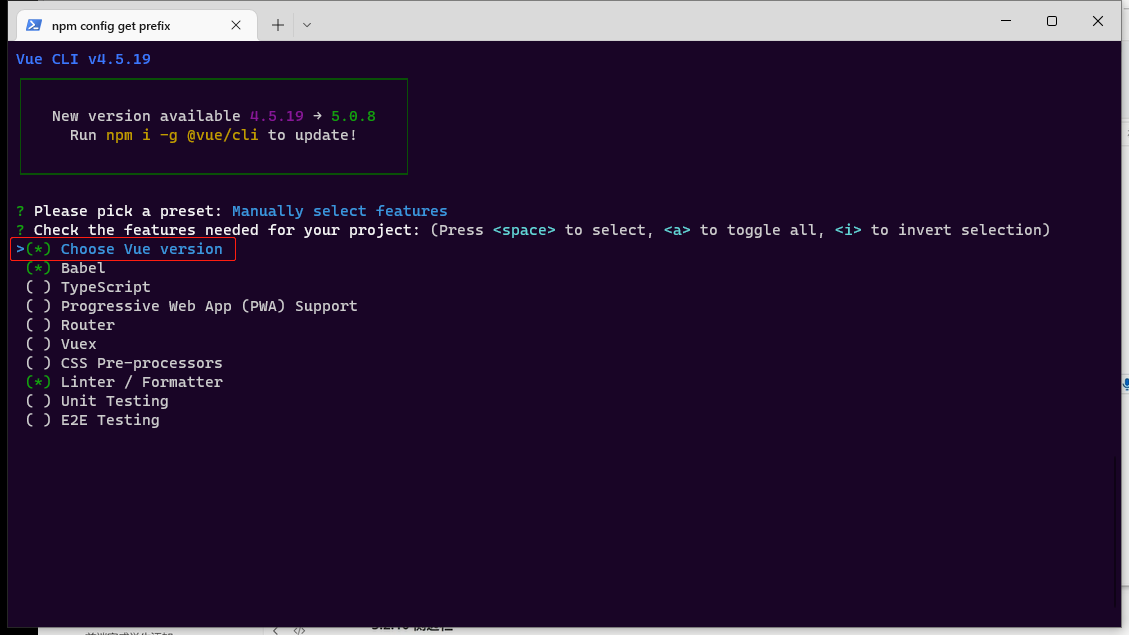 npm config get prefix
Vue CLI v4.5.19
New version available 4.5.19 → 5.0.8
Run npm i -g @vue/cli to update!
? Please pick a preset: Manually select features
? Check the features needed for your project: (Press <space> to select, <a> to toggle all, <i> to invert selection)
>(*) Choose Vue version
(*) Babel
( ) TypeScript
( ) Progressive Web App (PWA) Support
( ) Router
( ) Vuex
( ) CSS Pre-processors
(*) Linter / Formatter
( ) Unit Testing
( ) E2E Testing